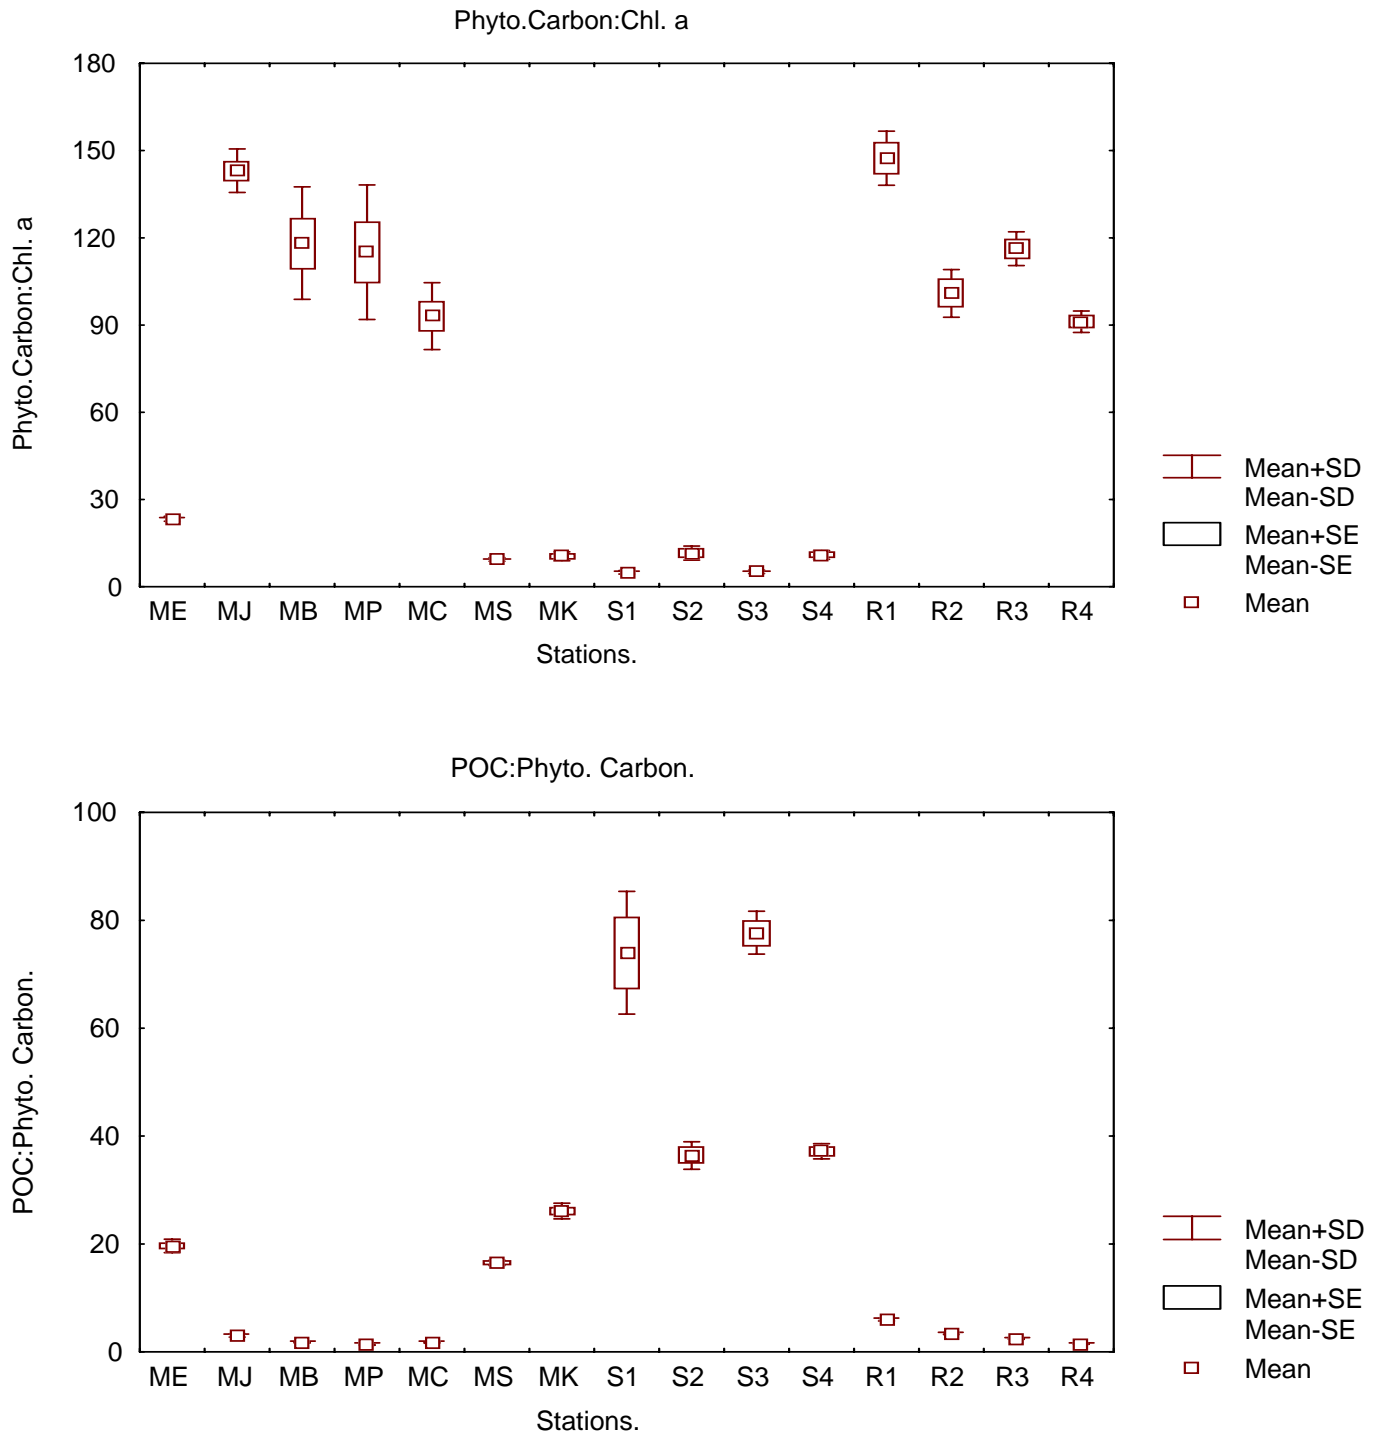 Phyto.Carbon:Chl. a
180
150
120
90
60
30
0
Phyto.Carbon:Chl. a
ME MJ MB MP MC MS MK S1 S2 S3 S4 R1 R2 R3 R4
Stations.
Mean+SD
Mean-SD
Mean+SE
Mean-SE
Mean
POC:Phyto. Carbon.
100
80
60
40
20
0
POC:Phyto. Carbon.
ME MJ MB MP MC MS MK S1 S2 S3 S4 R1 R2 R3 R4
Stations.
Mean+SD
Mean-SD
Mean+SE
Mean-SE
Mean